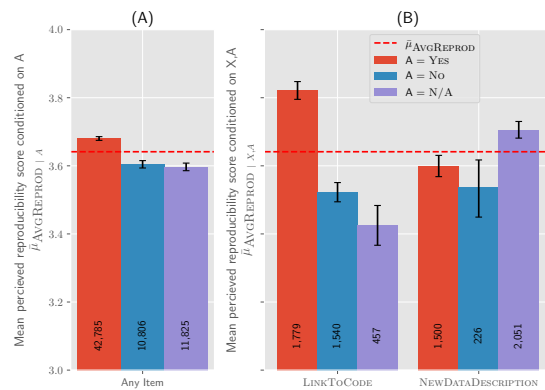 (A)
(B)
Mean percieved reproducibility score conditioned on A
μ̄AvgReprod | A
4.0
3.8
3.6
3.4
3.2
3.0
42,785
10,806
11,825
Any Item
Mean percieved reproducibility score conditioned on X,A
μ̄AvgReprod | X,A
μ̄AvgReprod
A = Yes
A = No
A = N/A
1,779
1,540
457
1,500
226
2,051
LinkToCode
NewDataDescription